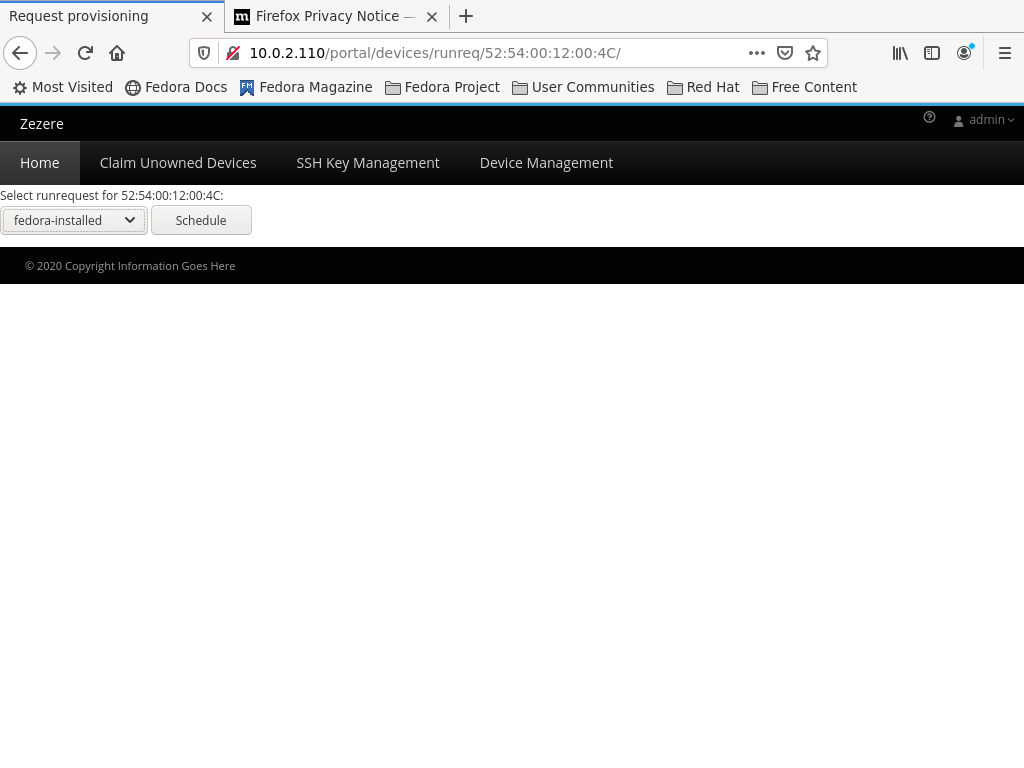 Request provisioning
Firefox Privacy Notice —
10.0.2.110/portal/devices/runreq/52:54:00:12:00:4C/
Most Visited Fedora Docs Fedora Magazine Fedora Project User Communities Red Hat Free Content
Zezere
admin
Home Claim Unowned Devices SSH Key Management Device Management
Select runrequest for 52:54:00:12:00:4C:
fedora-installed Schedule
© 2020 Copyright Information Goes Here